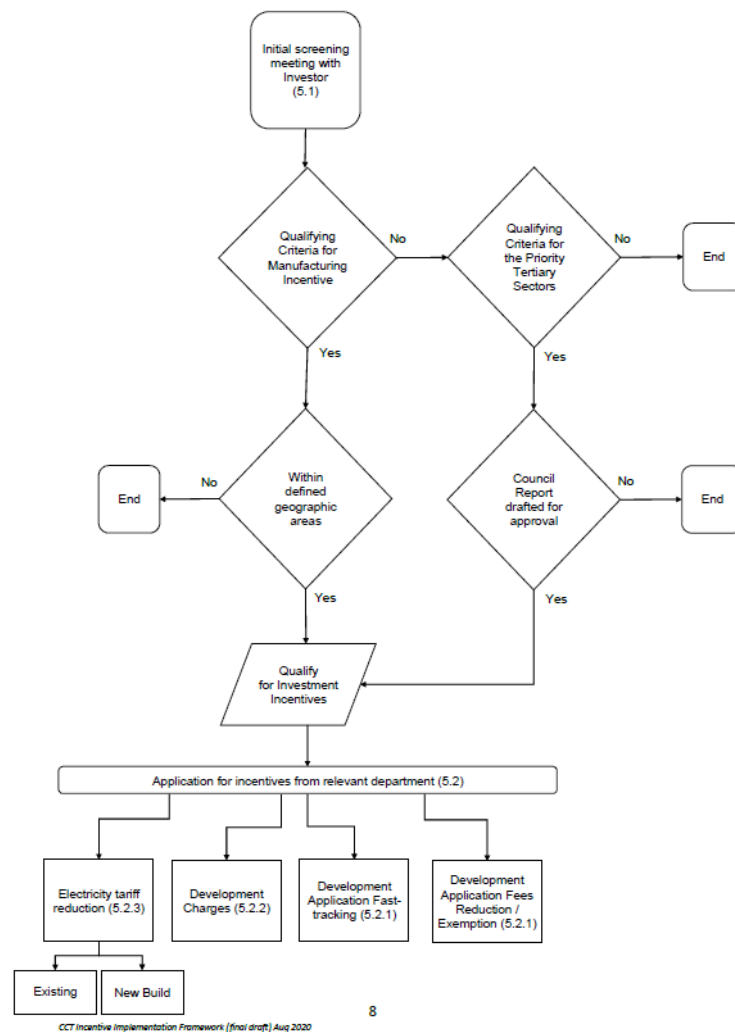 Initial screening
meeting with
Investor
(5.1)
Qualifying
Criteria for
Manufacturing
Incentive
No
Qualifying
Criteria for
the Priority
Tertiary
Sectors
No
End
Yes
Yes
End
No
Within
defined
geographic
areas
Council
Report
drafted for
approval
No
End
Yes
Yes
Qualify
for Investment
Incentives
Application for incentives from relevant department (5.2)
Electricity tariff
reduction (5.2.3)
Development
Charges (5.2.2)
Development
Application Fast-
tracking (5.2.1)
Development
Application Fees
Reduction /
Exemption (5.2.1)
Existing
New Build
8
CCT Incentive Implementation Framework (final draft) Aug 2020